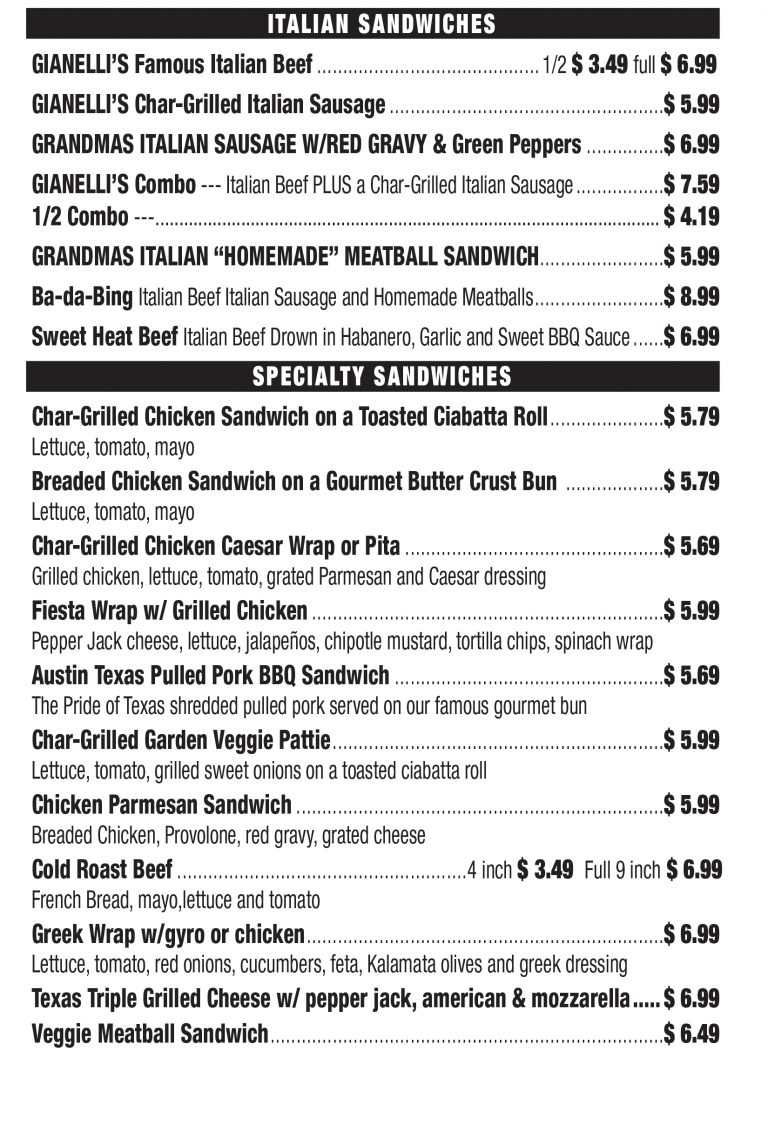 ITALIAN SANDWICHES
GIANELLI'S Famous Italian Beef ........................................... 1/2 $ 3.49 full $ 6.99
GIANELLI'S Char-Grilled Italian Sausage .....................................................$ 5.99
GRANDMAS ITALIAN SAUSAGE W/RED GRAVY & Green Peppers ...............$ 6.99
GIANELLI'S Combo --- Italian Beef PLUS a Char-Grilled Italian Sausage .................$ 7.59
1/2 Combo ---......................................................................................... $ 4.19
GRANDMAS ITALIAN “HOMEMADE” MEATBALL SANDWICH........................$ 5.99
Ba-da-Bing Italian Beef Italian Sausage and Homemade Meatballs.........................$ 8.99
Sweet Heat Beef Italian Beef Drown in Habanero, Garlic and Sweet BBQ Sauce ......$ 6.99
SPECIALTY SANDWICHES
Char-Grilled Chicken Sandwich on a Toasted Ciabatta Roll......................$ 5.79
Lettuce, tomato, mayo
Breaded Chicken Sandwich on a Gourmet Butter Crust Bun ...................$ 5.79
Lettuce, tomato, mayo
Char-Grilled Chicken Caesar Wrap or Pita ..................................................$ 5.69
Grilled chicken, lettuce, tomato, grated Parmesan and Caesar dressing
Fiesta Wrap w/ Grilled Chicken ....................................................................$ 5.99
Pepper Jack cheese, lettuce, jalapeños, chipotle mustard, tortilla chips, spinach wrap
Austin Texas Pulled Pork BBQ Sandwich ....................................................$ 5.69
The Pride of Texas shredded pulled pork served on our famous gourmet bun
Char-Grilled Garden Veggie Pattie................................................................$ 5.99
Lettuce, tomato, grilled sweet onions on a toasted ciabatta roll
Chicken Parmesan Sandwich .......................................................................$ 5.99
Breaded Chicken, Provolone, red gravy, grated cheese
Cold Roast Beef ........................................................4 inch $ 3.49 Full 9 inch $ 6.99
French Bread, mayo,lettuce and tomato
Greek Wrap w/gyro or chicken.....................................................................$ 6.99
Lettuce, tomato, red onions, cucumbers, feta, Kalamata olives and greek dressing
Texas Triple Grilled Cheese w/ pepper jack, american & mozzarella ..... $ 6.99
Veggie Meatball Sandwich............................................................................$ 6.49